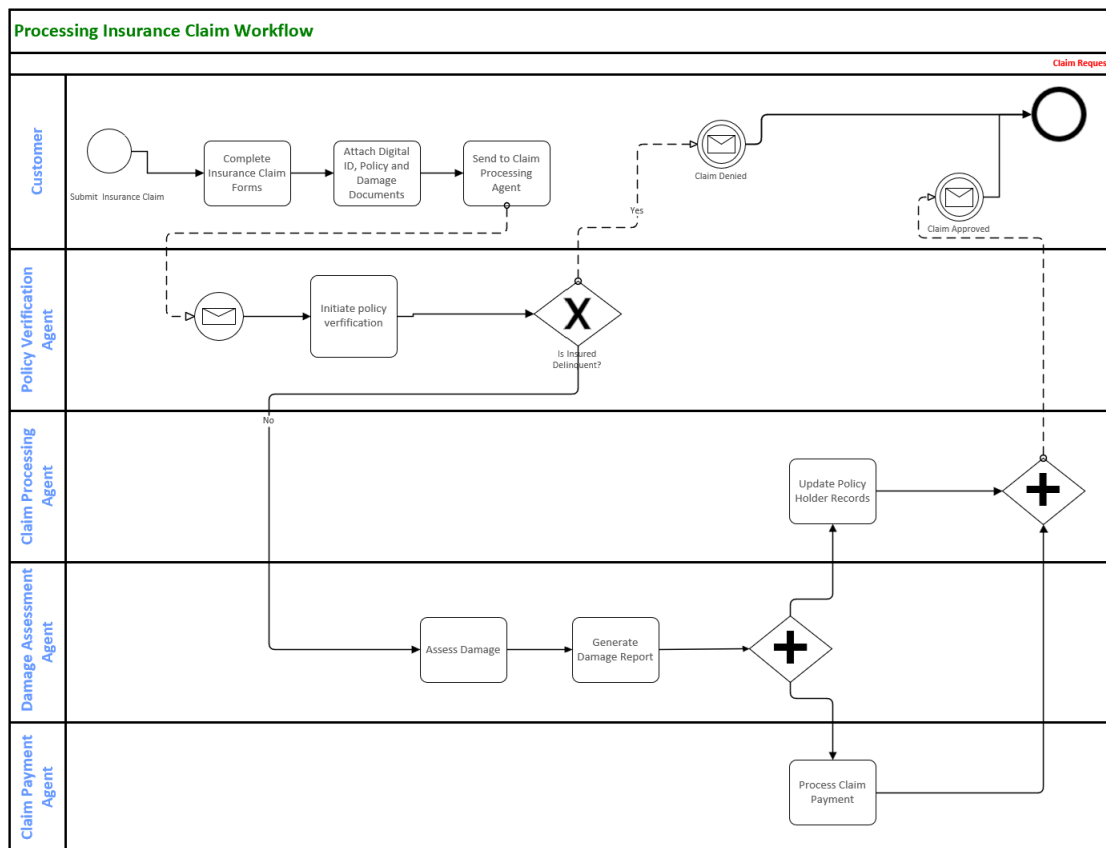 Processing Insurance Claim Workflow
Claim Reques
Customer
Submit Insurance Claim
Complete
Insurance Claim
Forms
Attach Digital
ID, Policy and
Damage
Documents
Send to Claim
Processing
Agent
Claim Denied
Yes
Claim Approved
Policy Verification
Agent
Initiate policy
verfification
X
Is Insured
Delinquent?
No
Claim Processing
Agent
Update Policy
Holder Records
Damage Assessment
Agent
Assess Damage
Generate
Damage Report
Claim Payment
Agent
Process Claim
Payment